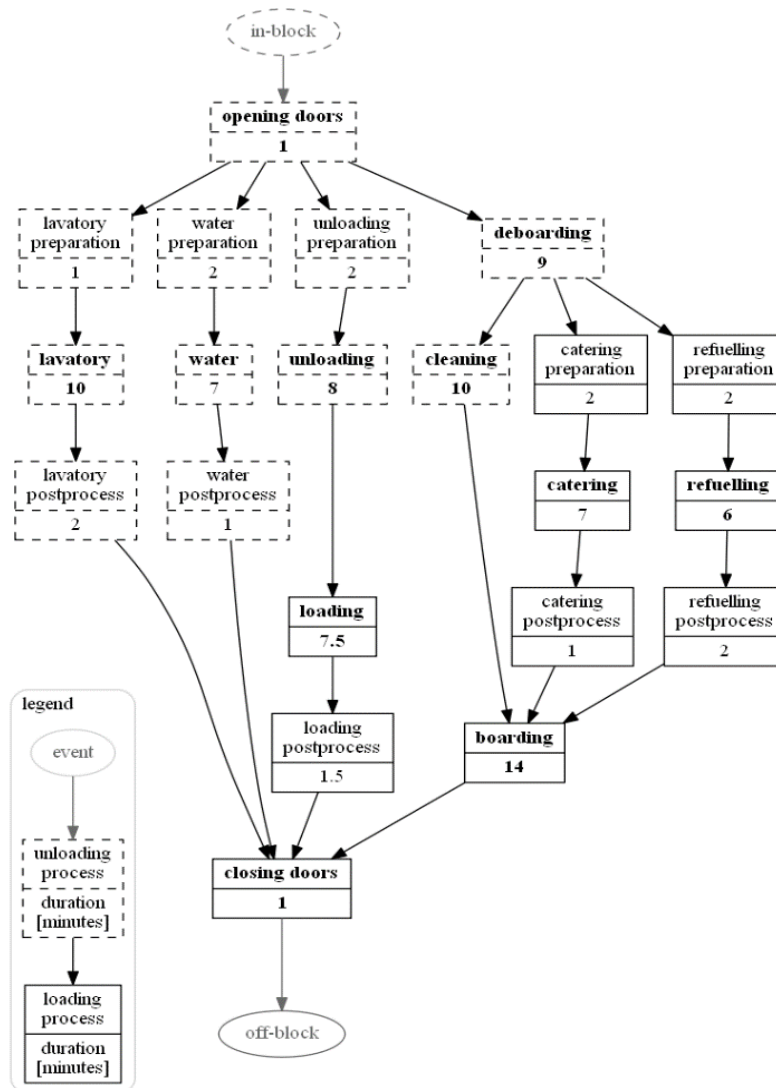 in-block
opening doors
1
lavatory
preparation
1
water
preparation
2
unloading
preparation
2
deboarding
9
lavatory
10
water
7
unloading
8
cleaning
10
catering
preparation
2
refuelling
preparation
2
lavatory
postprocess
2
water
postprocess
1
catering
7
refuelling
6
loading
7.5
catering
postprocess
1
refuelling
postprocess
2
loading
postprocess
1.5
boarding
14
closing doors
1
off-block
legend
event
unloading
process
duration
[minutes]
loading
process
duration
[minutes]